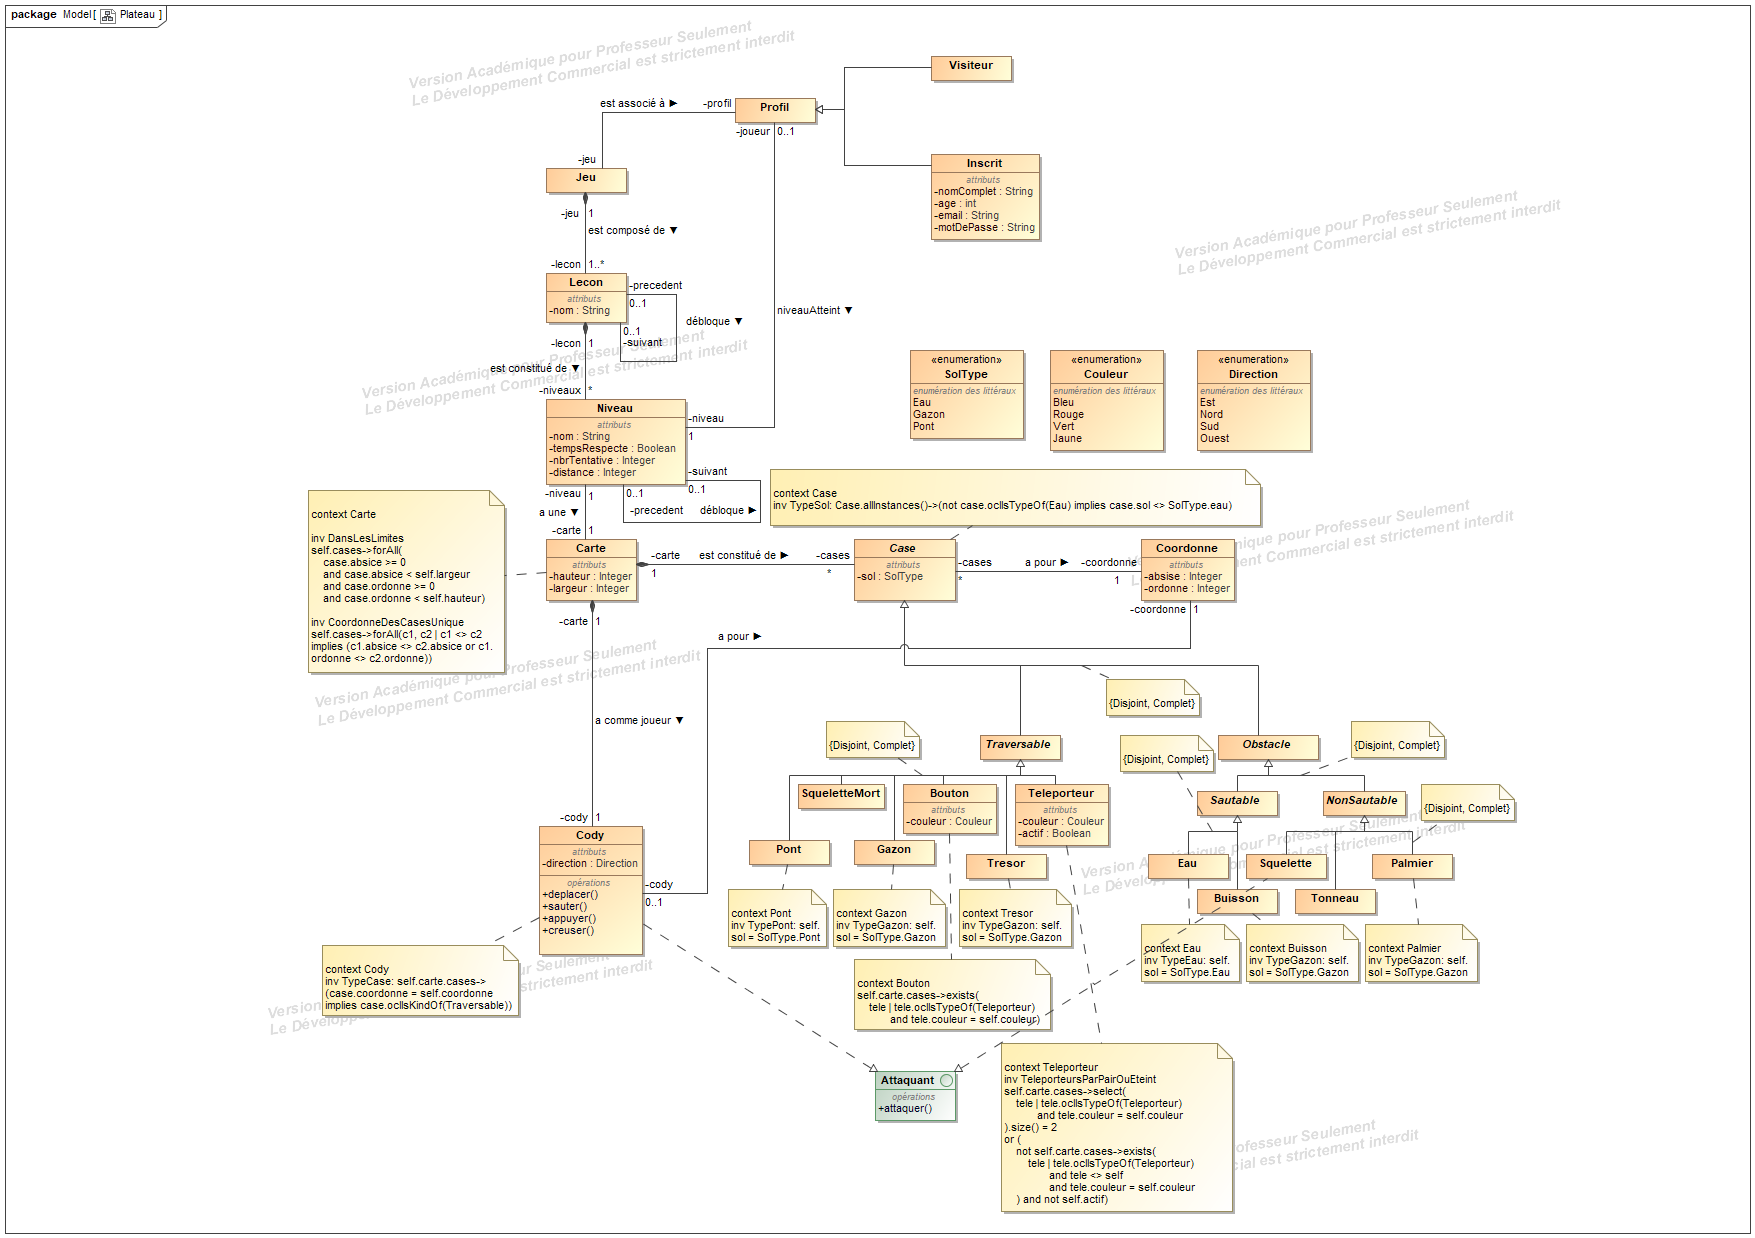 package Model[ Plateau ]
Version Académique pour Professeur Seulement
Le Développement Commercial est strictement interdit
Visiteur
est associé à ►
-profil
Profil
-joueur
0..1
Inscrit
attributs
-nomComplet : String
-age : int
-email : String
-motDePasse : String
-jeu
Jeu
-jeu
1
est composé de ▼
-lecon
1..*
Version Académique pour Professeur Seulement
Le Développement Commercial est strictement interdit
Lecon
attributs
-nom : String
-precedent
0..1
débloque ▼
0..1
-suivant
niveauAtteint ▼
-lecon
1
est constitué de ▼
-niveaux
*
Version Académique pour Professeur Seulement
Le Développement Commercial est strictement interdit
«enumeration»
SolType
enumération des littéraux
Eau
Gazon
Pont
«enumeration»
Couleur
enumération des littéraux
Bleu
Rouge
Vert
Jaune
«enumeration»
Direction
enumération des littéraux
Est
Nord
Sud
Ouest
Niveau
attributs
-nom : String
-tempsRespecte : Boolean
-nbrTentative : Integer
-distance : Integer
-niveau
1
-suivant
0..1
0..1
-precedent
débloque ►
-niveau
1
a une ▼
-carte
1
context Case
inv TypeSol: Case.allInstances()->(not case.oclIsTypeOf(Eau) implies case.sol <> SolType.eau)
context Carte
inv DansLesLimites
self.cases->forAll(
case.absice >= 0
and case.absice < self.largeur
and case.ordonne >= 0
and case.ordonne < self.hauteur)
inv CoordonneDesCasesUnique
self.cases->forAll(c1, c2 | c1 <> c2
implies (c1.absice <> c2.absice or c1.
ordonne <> c2.ordonne))
Carte
attributs
-hauteur : Integer
-largeur : Integer
-carte
1
est constitué de ►
-cases
*
Case
attributs
-sol : SolType
-cases
*
a pour ►
-coordonne
1
Coordonne
attributs
-absise : Integer
-ordonne : Integer
-coordonne
1
Professeur Seulement
interdit
-carte
1
a pour ►
Version Académique pour Professeur Seulement
Le Développement Commercial est strictement interdit
a comme joueur ▼
{Disjoint, Complet}
{Disjoint, Complet}
Traversable
{Disjoint, Complet}
Obstacle
{Disjoint, Complet}
SqueletteMort
Bouton
attributs
-couleur : Couleur
Teleporteur
attributs
-couleur : Couleur
-actif : Boolean
Sautable
NonSautable
{Disjoint, Complet}
-cody
1
Cody
attributs
-direction : Direction
opérations
+deplacer()
+sauter()
+appuyer()
+creuser()
-cody
0..1
Pont
Gazon
Tresor
Eau
Squelette
Palmier
Buisson
Tonneau
context Pont
inv TypePont: self.
sol = SolType.Pont
context Gazon
inv TypeGazon: self.
sol = SolType.Gazon
context Tresor
inv TypeGazon: self.
sol = SolType.Gazon
context Eau
inv TypeEau: self.
sol = SolType.Eau
context Buisson
inv TypeGazon: self.
sol = SolType.Gazon
context Palmier
inv TypeGazon: self.
sol = SolType.Gazon
context Cody
inv TypeCase: self.carte.cases->
(case.coordonne = self.coordonne
implies case.oclIsKindOf(Traversable))
context Bouton
self.carte.cases->exists(
tele | tele.oclIsTypeOf(Teleporteur)
and tele.couleur = self.couleur)
Attaquant
opérations
+attaquer()
context Teleporteur
inv TeleporteursParPairOuEteint
self.carte.cases->select(
tele | tele.oclIsTypeOf(Teleporteur)
and tele.couleur = self.couleur
).size() = 2
or (
not self.carte.cases->exists(
tele | tele.oclIsTypeOf(Teleporteur)
and tele <> self
and tele.couleur = self.couleur
) and not self.actif)